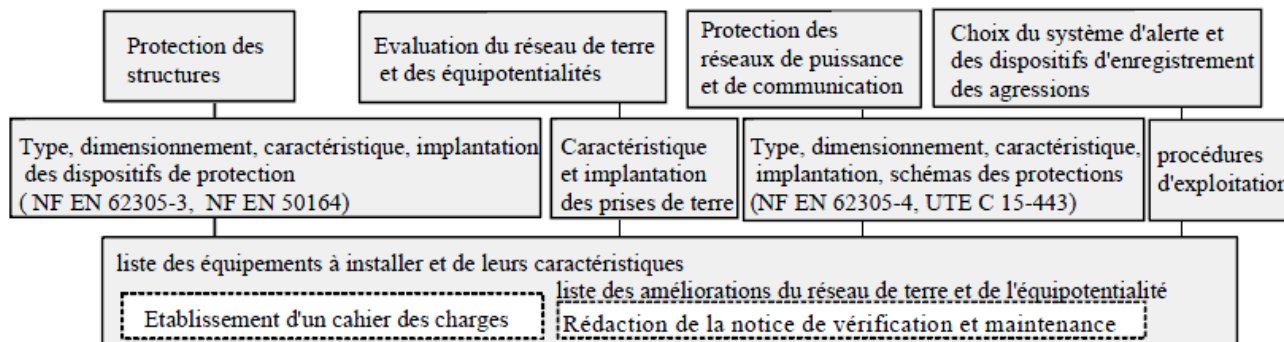 Protection des
structures
Evaluation du réseau de terre
et des équipotentialités
Protection des
réseaux de puissance
et de communication
Choix du système d'alerte et
des dispositifs d'enregistrement
des agressions
Type, dimensionnement, caractéristique, implantation
des dispositifs de protection
( NF EN 62305-3, NF EN 50164)
Caractéristique
et implantation
des prises de terre
Type, dimensionnement, caractéristique,
implantation, schémas des protections
(NF EN 62305-4, UTE C 15-443)
procédures
d'exploitation
liste des équipements à installer et de leurs caractéristiques
liste des améliorations du réseau de terre et de l'équipotentialité
Etablissement d'un cahier des charges
Rédaction de la notice de vérification et maintenance